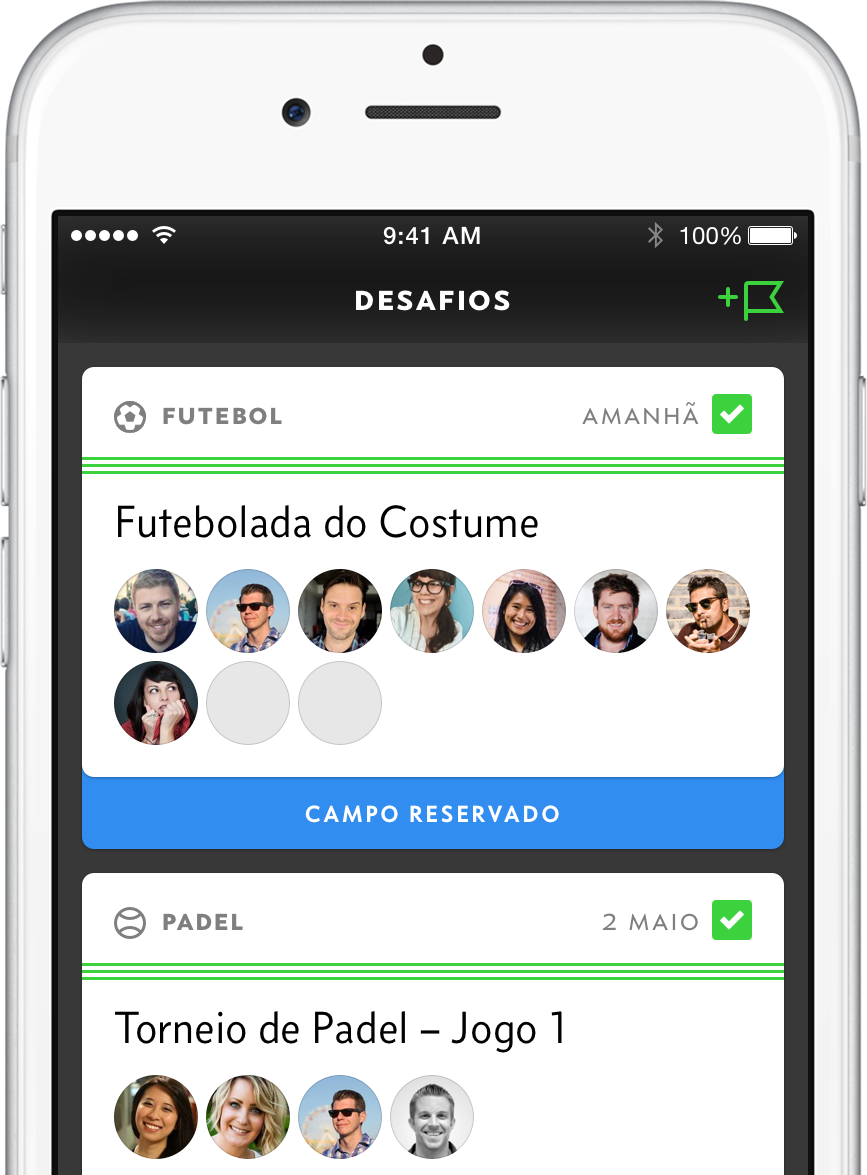 9:41 AM 100%
DESAFIOS
FUTEBOL AMANHÃ
Futebolada do Costume
CAMPO RESERVADO
PADEL 2 MAIO
Torneio de Padel – Jogo 1